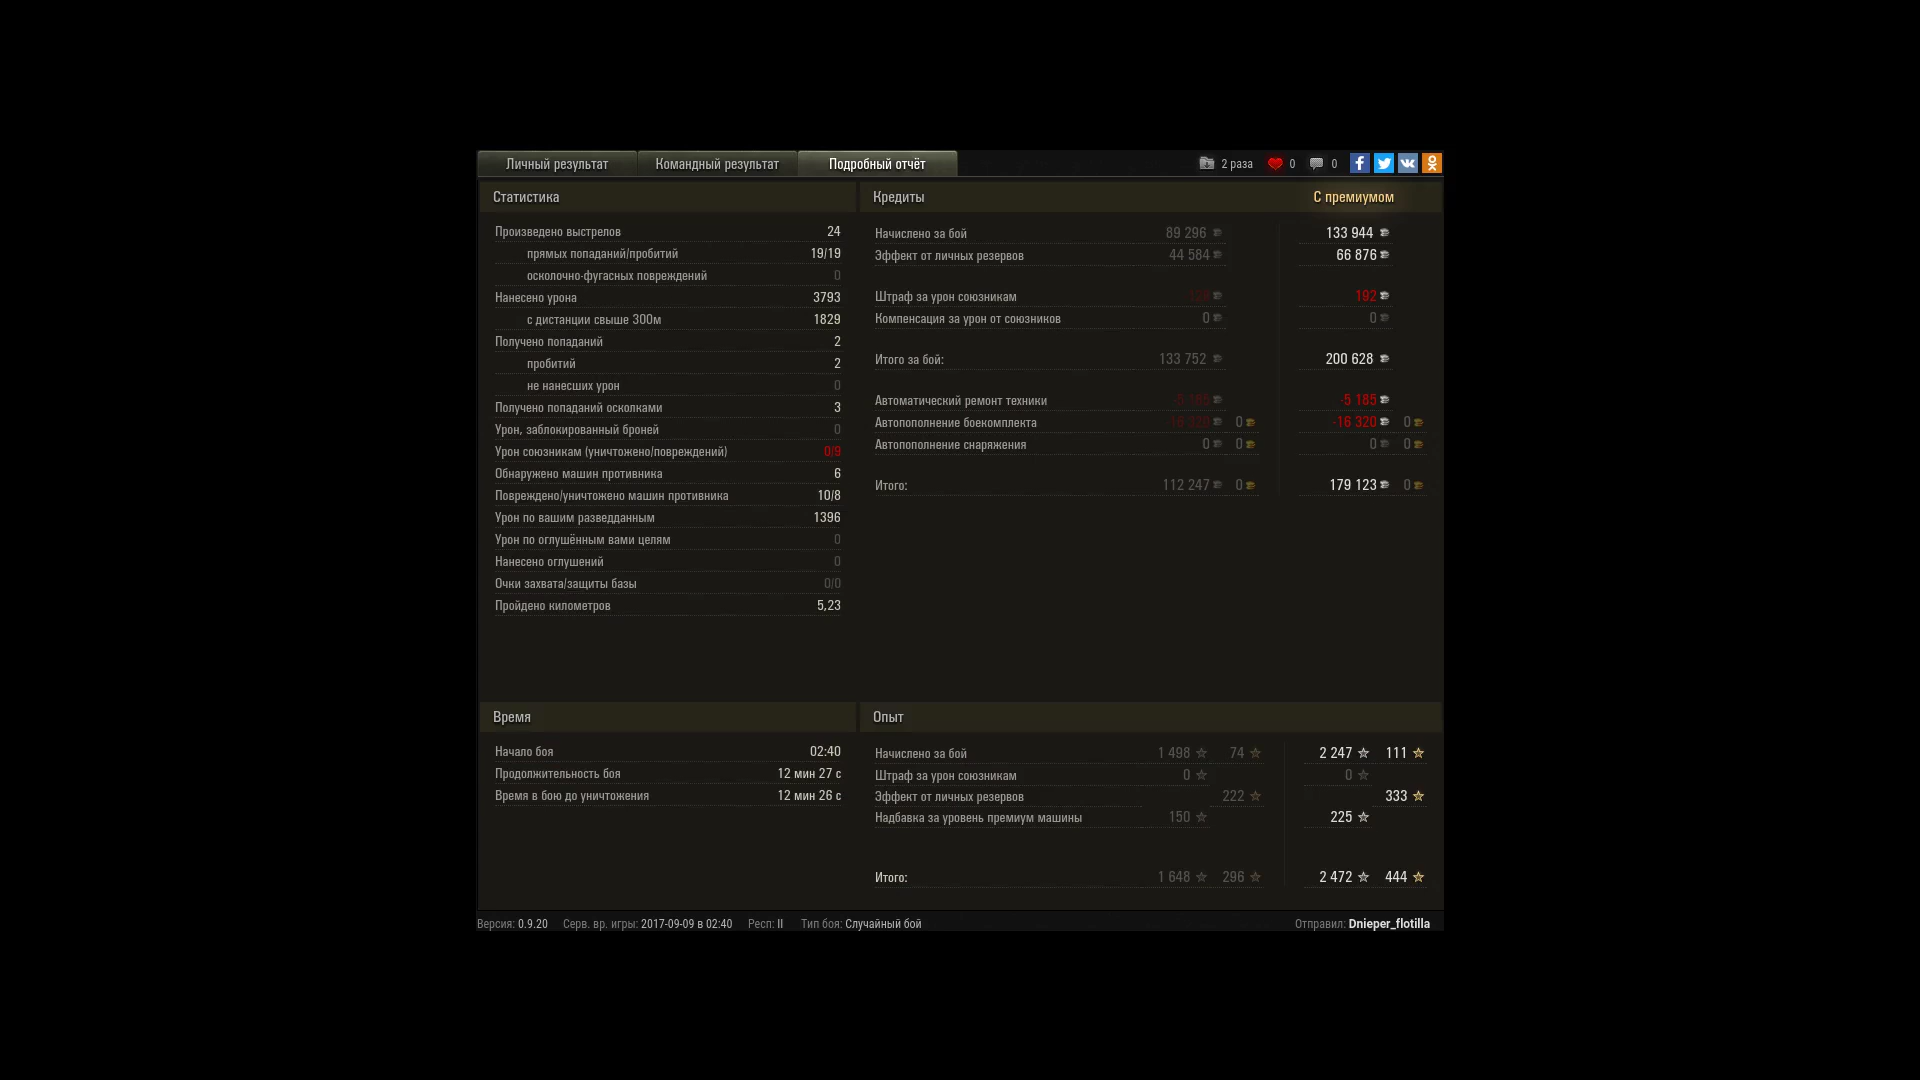 Личный результат Командный результат Подробный отчёт 2 раза 0 0
Статистика
Произведено выстрелов 24
прямых попаданий/пробитий 19/19
осколочно-фугасных повреждений 0
Нанесено урона 3793
с дистанции свыше 300м 1829
Получено попаданий 2
пробитий 2
не нанесших урон 0
Получено попаданий осколками 3
Урон, заблокированный броней 0
Урон союзникам (уничтожено/повреждений) 0/9
Обнаружено машин противника 6
Повреждено/уничтожено машин противника 10/8
Урон по вашим разведданным 1396
Урон по оглушённым вами целям 0
Нанесено оглушений 0
Очки захвата/защиты базы 0/0
Пройдено километров 5,23
Кредиты С премиумом
Начислено за бой 89 296 133 944
Эффект от личных резервов 44 584 66 876
Штраф за урон союзникам 192
Компенсация за урон от союзников 0 0
Итого за бой: 133 752 200 628
Автоматический ремонт техники -5 185 -5 185
Автопополнение боекомплекта -16 320 0 -16 320 0
Автопополнение снаряжения 0 0 0 0
Итого: 112 247 0 179 123 0
Время
Начало боя 02:40
Продолжительность боя 12 мин 27 с
Время в бою до уничтожения 12 мин 26 с
Опыт
Начислено за бой 1 498 74 2 247 111
Штраф за урон союзникам 0 0
Эффект от личных резервов 222 333
Надбавка за уровень премиум машины 150 225
Итого: 1 648 296 2 472 444
Версия: 0.9.20 Серв. вр. игры: 2017-09-09 в 02:40 Респ: II Тип боя: Случайный бой Отправил: Dnieper_flotilla